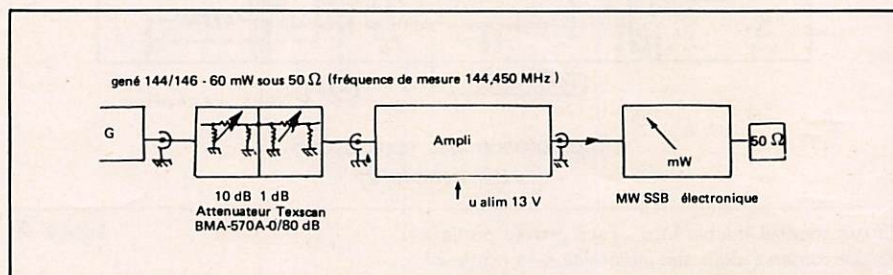 gené 144/146 - 60 mW sous 50 Ω (fréquence de mesure 144,450 MHz)
G
Ampli
mW
50 Ω
10 dB 1 dB
Attenuateur Texscan
BMA-570A-0/80 dB
u alim 13 V
MW SSB électronique